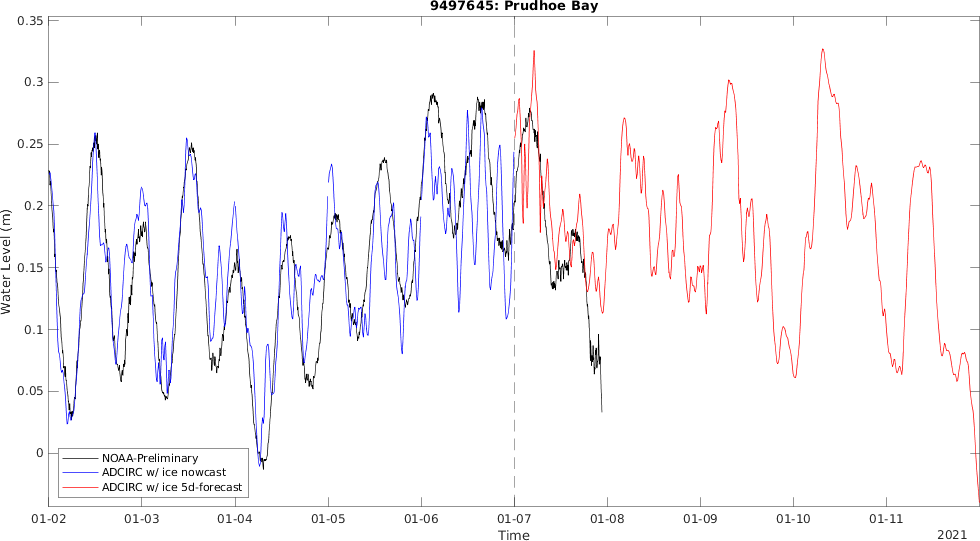 9497645: Prudhoe Bay
0.35
0.3
0.25
0.2
0.15
0.1
0.05
0
Water Level (m)
NOAA-Preliminary
ADCIRC w/ ice nowcast
ADCIRC w/ ice 5d-forecast
01-02 01-03 01-04 01-05 01-06 01-07 01-08 01-09 01-10 01-11
Time
2021